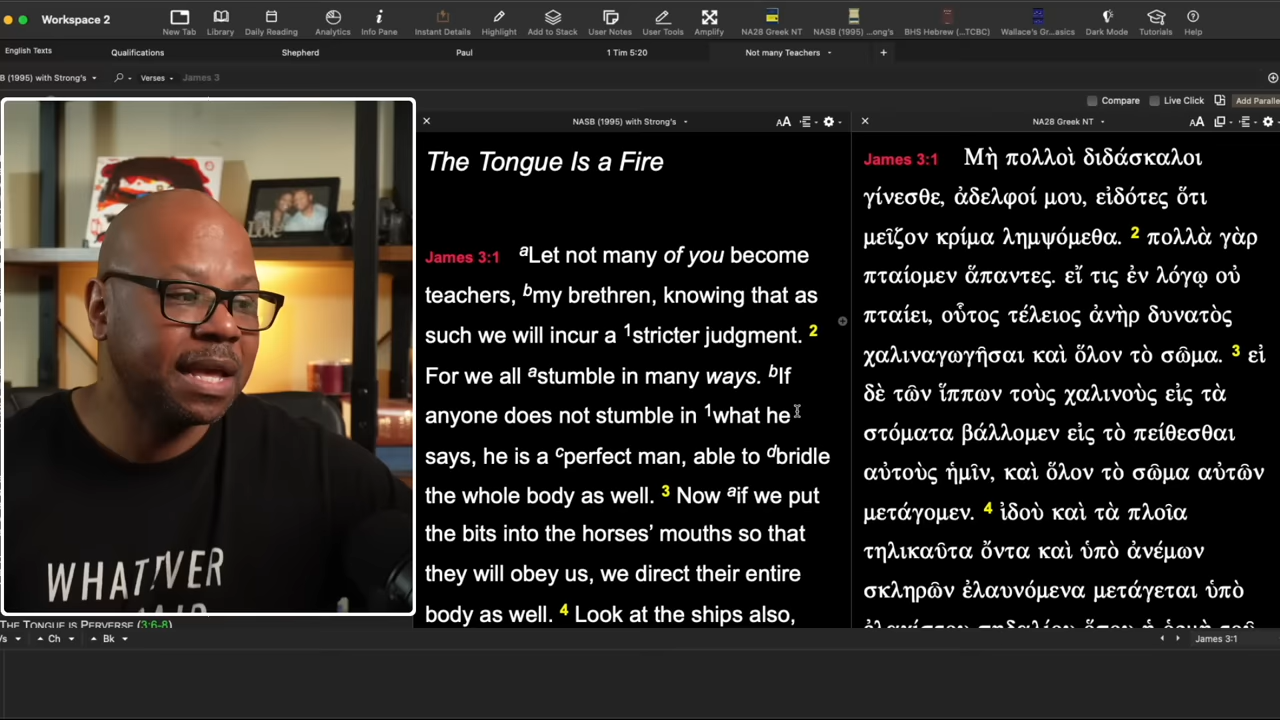 Workspace 2
New Tab
Library
Daily Reading
Analytics
Info Pane
Instant Details
Highlight
Add to Stack
User Notes
User Tools
Amplify
NA28 Greek NT
NASB (1995) ...ong's
BHS Hebrew (...TCBC)
Wallace's Gr...asics
Dark Mode
Tutorials
Help
English Texts
Qualifications
Shepherd
Paul
1 Tim 5:20
Not many Teachers
B (1995) with Strong's
Verses
James 3
Compare
Live Click
Add Paralle
NASB (1995) with Strong's
The Tongue Is a Fire
James 3:1 aLet not many of you become
teachers, bmy brethren, knowing that as
such we will incur a 1stricter judgment. 2
For we all astumble in many ways. bIf
anyone does not stumble in 1what he
says, he is a cperfect man, able to dbridle
the whole body as well. 3 Now aif we put
the bits into the horses’ mouths so that
they will obey us, we direct their entire
body as well. 4 Look at the ships also,
NA28 Greek NT
James 3:1 Μὴ πολλοὶ διδάσκαλοι
γίνεσθε, ἀδελφοί μου, εἰδότες ὅτι
μεῖζον κρίμα λημψόμεθα. 2 πολλὰ γὰρ
πταίομεν ἅπαντες. εἴ τις ἐν λόγῳ οὐ
πταίει, οὗτος τέλειος ἀνὴρ δυνατὸς
χαλιναγωγῆσαι καὶ ὅλον τὸ σῶμα. 3 εἰ
δὲ τῶν ἵππων τοὺς χαλινοὺς εἰς τὰ
στόματα βάλλομεν εἰς τὸ πείθεσθαι
αὐτοὺς ἡμῖν, καὶ ὅλον τὸ σῶμα αὐτῶν
μετάγομεν. 4 ἰδοὺ καὶ τὰ πλοῖα
τηλικαῦτα ὄντα καὶ ὑπὸ ἀνέμων
σκληρῶν ἐλαυνόμενα μετάγεται ὑπὸ
Love
WHATEVER
THE TONGUE IS PERVERSE (3:6-8)
Vs
Ch
Bk
James 3:1